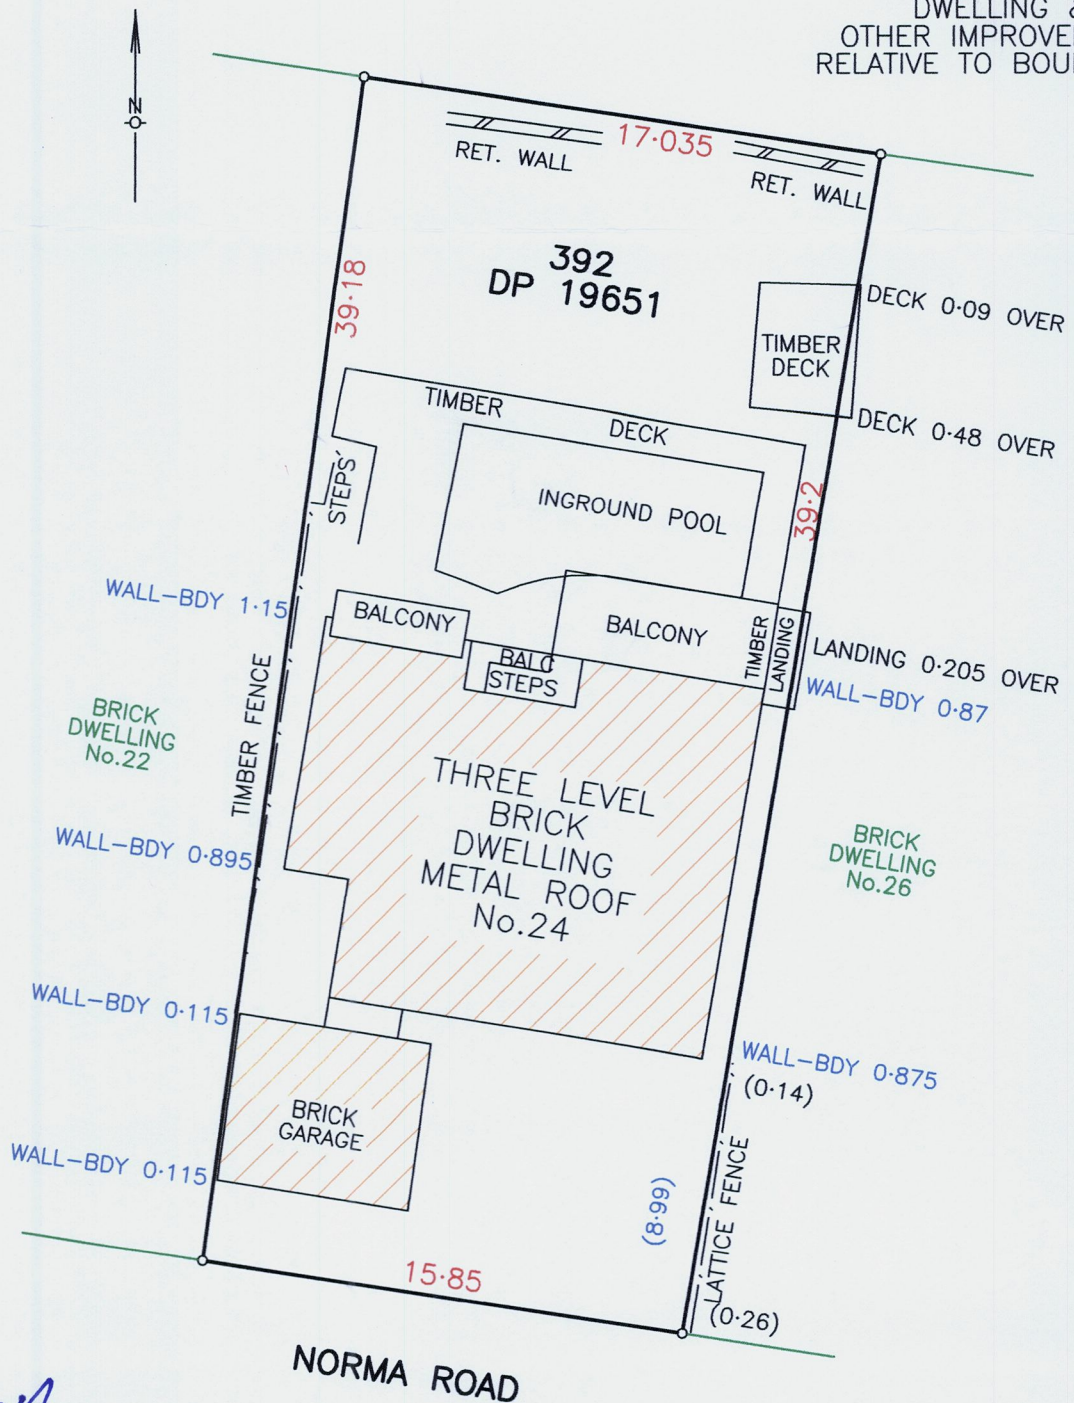 DWELLING &
OTHER IMPROVE
RELATIVE TO BOU
N
17·035
RET. WALL
RET. WALL
392
DP 19651
39·18
DECK 0·09 OVER
TIMBER
DECK
DECK 0·48 OVER
TIMBER DECK
STEPS
INGROUND POOL
39·2
WALL-BDY 1·15
BALCONY
BALCONY
TIMBER
LANDING
LANDING 0·205 OVER
BALC
STEPS
WALL-BDY 0·87
TIMBER FENCE
BRICK
DWELLING
No.22
THREE LEVEL
BRICK
DWELLING
METAL ROOF
No.24
WALL-BDY 0·895
BRICK
DWELLING
No.26
WALL-BDY 0·115
WALL-BDY 0·875
(0·14)
BRICK
GARAGE
WALL-BDY 0·115
(8·99)
LATTICE FENCE
15·85
(0·26)
NORMA ROAD